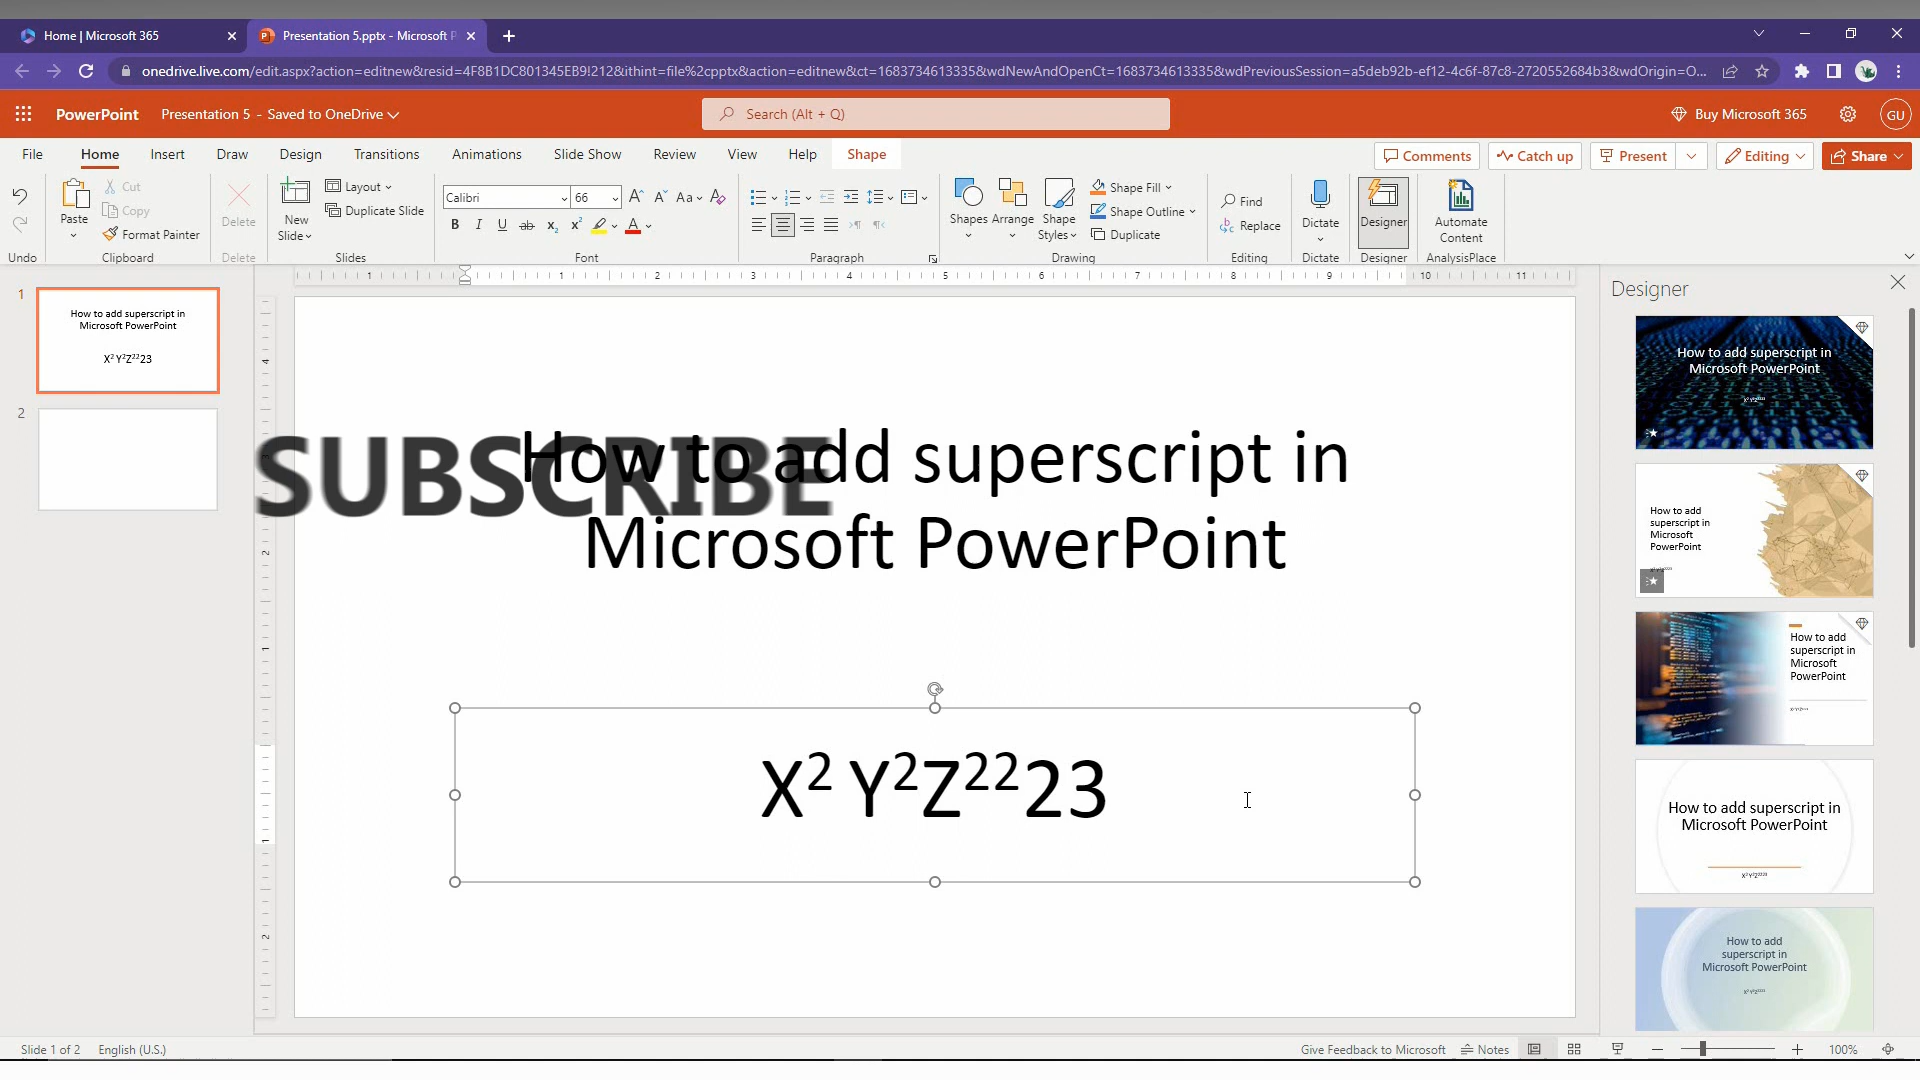 Home | Microsoft 365
Presentation 5.pptx - Microsoft P
onedrive.live.com/edit.aspx?action=editnew&resid=4F8B1DC801345EB9!212&ithint=file%2cpptx&action=editnew&ct=1683734613335&wdNewAndOpenCt=1683734613335&wdPreviousSession=a5deb92b-ef12-4c6f-87c8-2720552684b3&wdOrigin=O...
PowerPoint Presentation 5 - Saved to OneDrive Search (Alt + Q) Buy Microsoft 365 GU
File Home Insert Draw Design Transitions Animations Slide Show Review View Help Shape Comments Catch up Present Editing Share
Paste Cut Copy Format Painter Delete New Slide Layout Duplicate Slide Calibri 66 Shapes Arrange Shape Styles Shape Fill Shape Outline Duplicate Find Replace Dictate Designer Automate Content
Undo Clipboard Delete Slides Font Paragraph Drawing Editing Dictate Designer AnalysisPlace
1
How to add superscript in
Microsoft PowerPoint
X² Y²Z²²23
2
SUBSCRIBE
How to add superscript in
Microsoft PowerPoint
X² Y²Z²²23
Designer
How to add superscript in
Microsoft PowerPoint
How to add
superscript in
Microsoft
PowerPoint
How to add
superscript in
Microsoft
PowerPoint
How to add superscript in
Microsoft PowerPoint
X² Y²Z²²23
How to add
superscript in
Microsoft PowerPoint
Slide 1 of 2 English (U.S.) Give Feedback to Microsoft Notes 100%